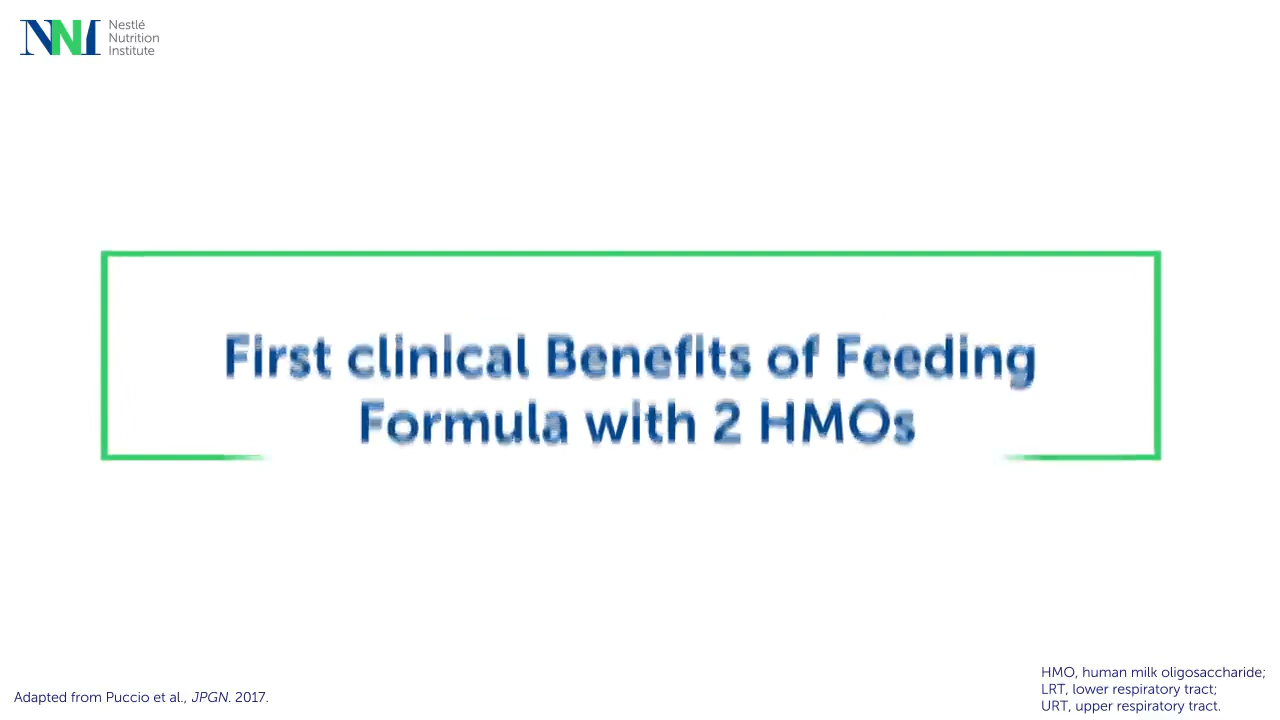 NNI
Nestlé
Nutrition
Institute
First clinical Benefits of Feeding
Formula with 2 HMOs
Adapted from Puccio et al., JPGN. 2017.
HMO, human milk oligosaccharide;
LRT, lower respiratory tract;
URT, upper respiratory tract.